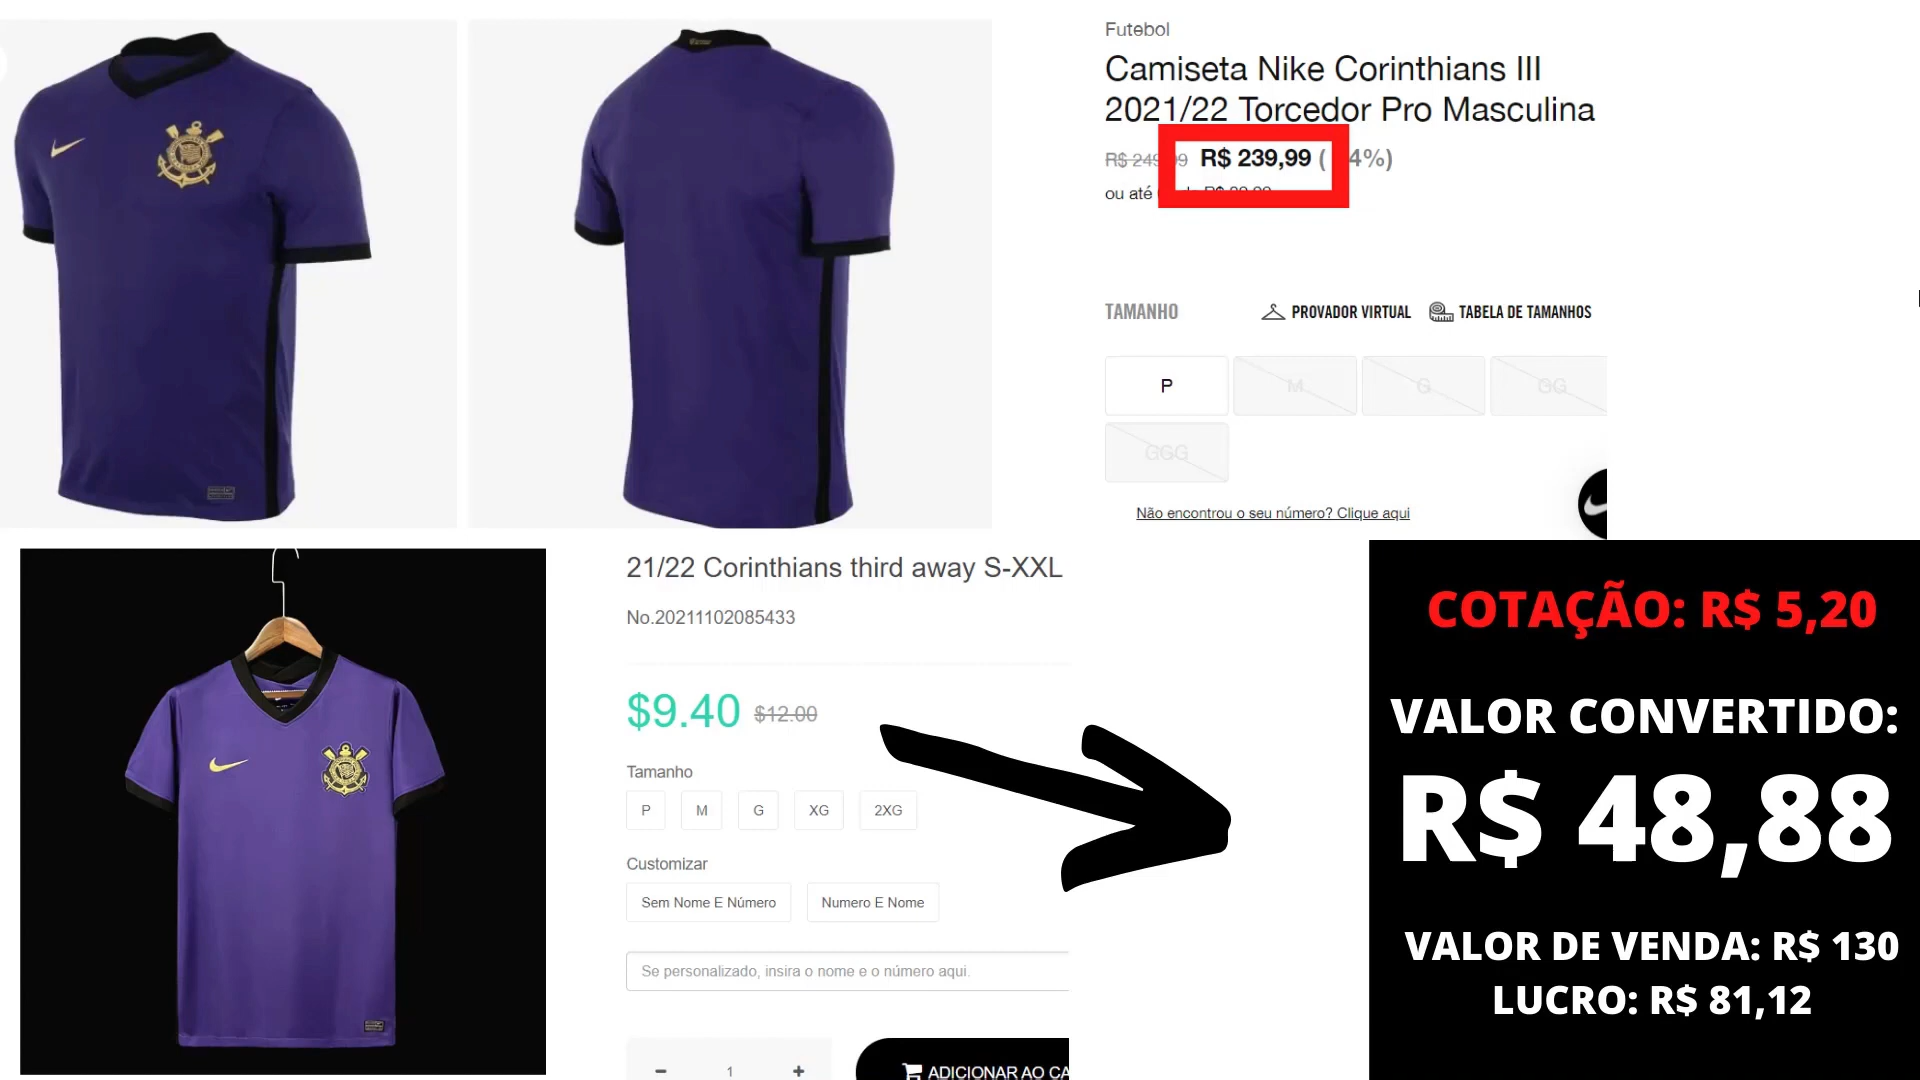 Futebol
Camiseta Nike Corinthians III
2021/22 Torcedor Pro Masculina
R$ 239,99 ( 4%)
ou até
TAMANHO
PROVADOR VIRTUAL
TABELA DE TAMANHOS
P
M
G
GG
GGG
Não encontrou o seu número? Clique aqui
21/22 Corinthians third away S-XXL
No.20211102085433
$9.40 $12.00
Tamanho
P
M
G
XG
2XG
Customizar
Sem Nome E Número
Numero E Nome
Se personalizado, insira o nome e o número aqui.
- 1 +
ADICIONAR AO CA
COTAÇÃO: R$ 5,20
VALOR CONVERTIDO:
R$ 48,88
VALOR DE VENDA: R$ 130
LUCRO: R$ 81,12